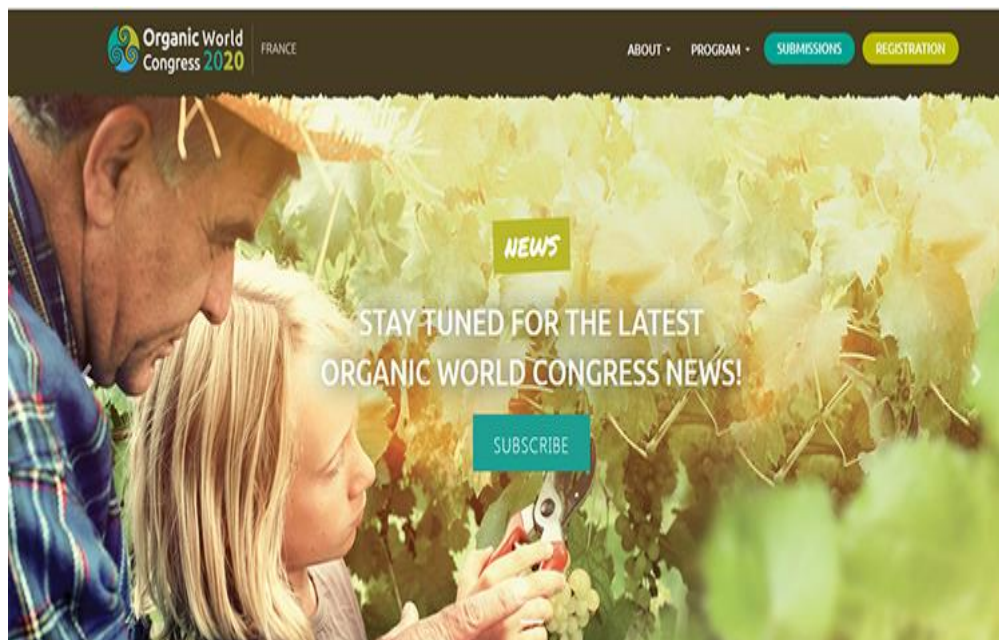 Organic World
Congress 2020
FRANCE
ABOUT
PROGRAM
SUBMISSIONS
REGISTRATION
NEWS
STAY TUNED FOR THE LATEST
ORGANIC WORLD CONGRESS NEWS!
SUBSCRIBE